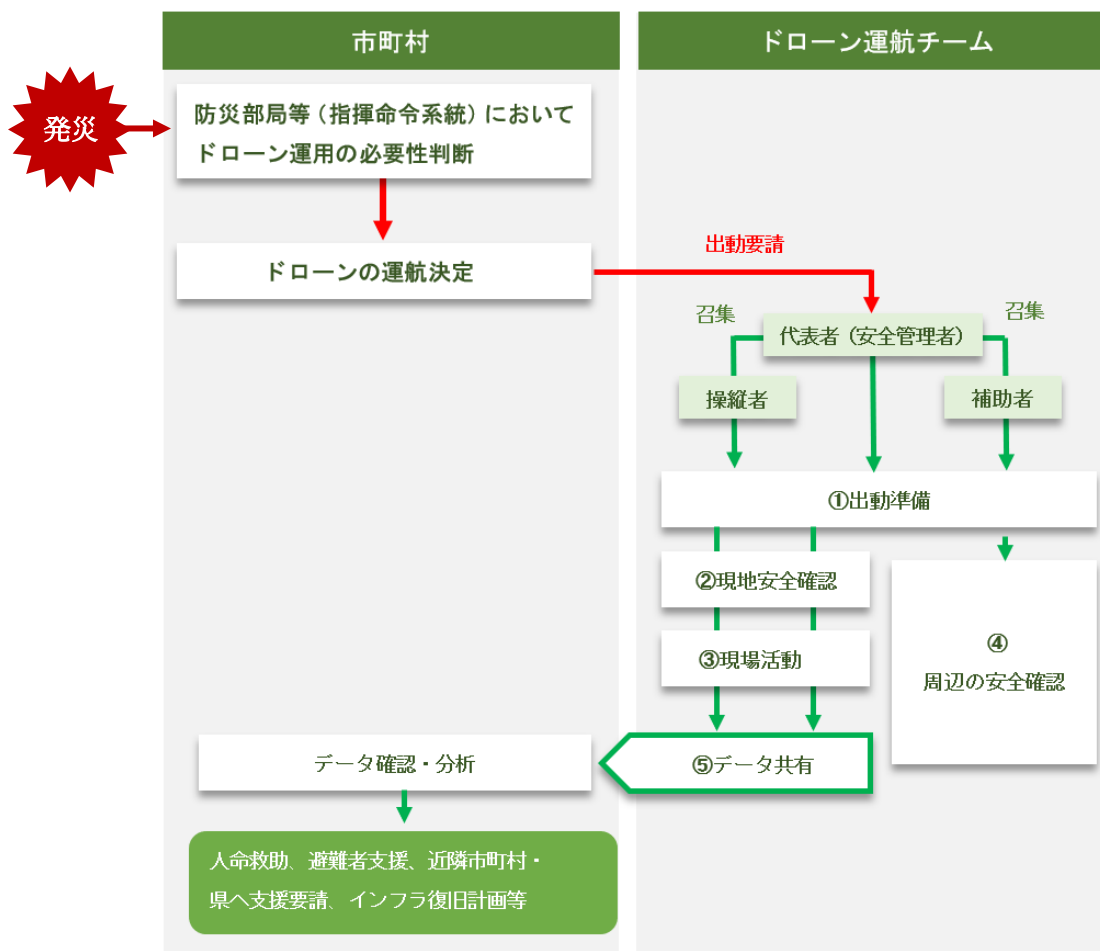 市町村
ドローン運航チーム
発災
防災部局等（指揮命令系統）において
ドローン運用の必要性判断
ドローンの運航決定
出動要請
召集
召集
代表者（安全管理者）
操縦者
補助者
①出動準備
②現地安全確認
③現場活動
④
周辺の安全確認
⑤データ共有
データ確認・分析
人命救助、避難者支援、近隣市町村・
県へ支援要請、インフラ復旧計画等